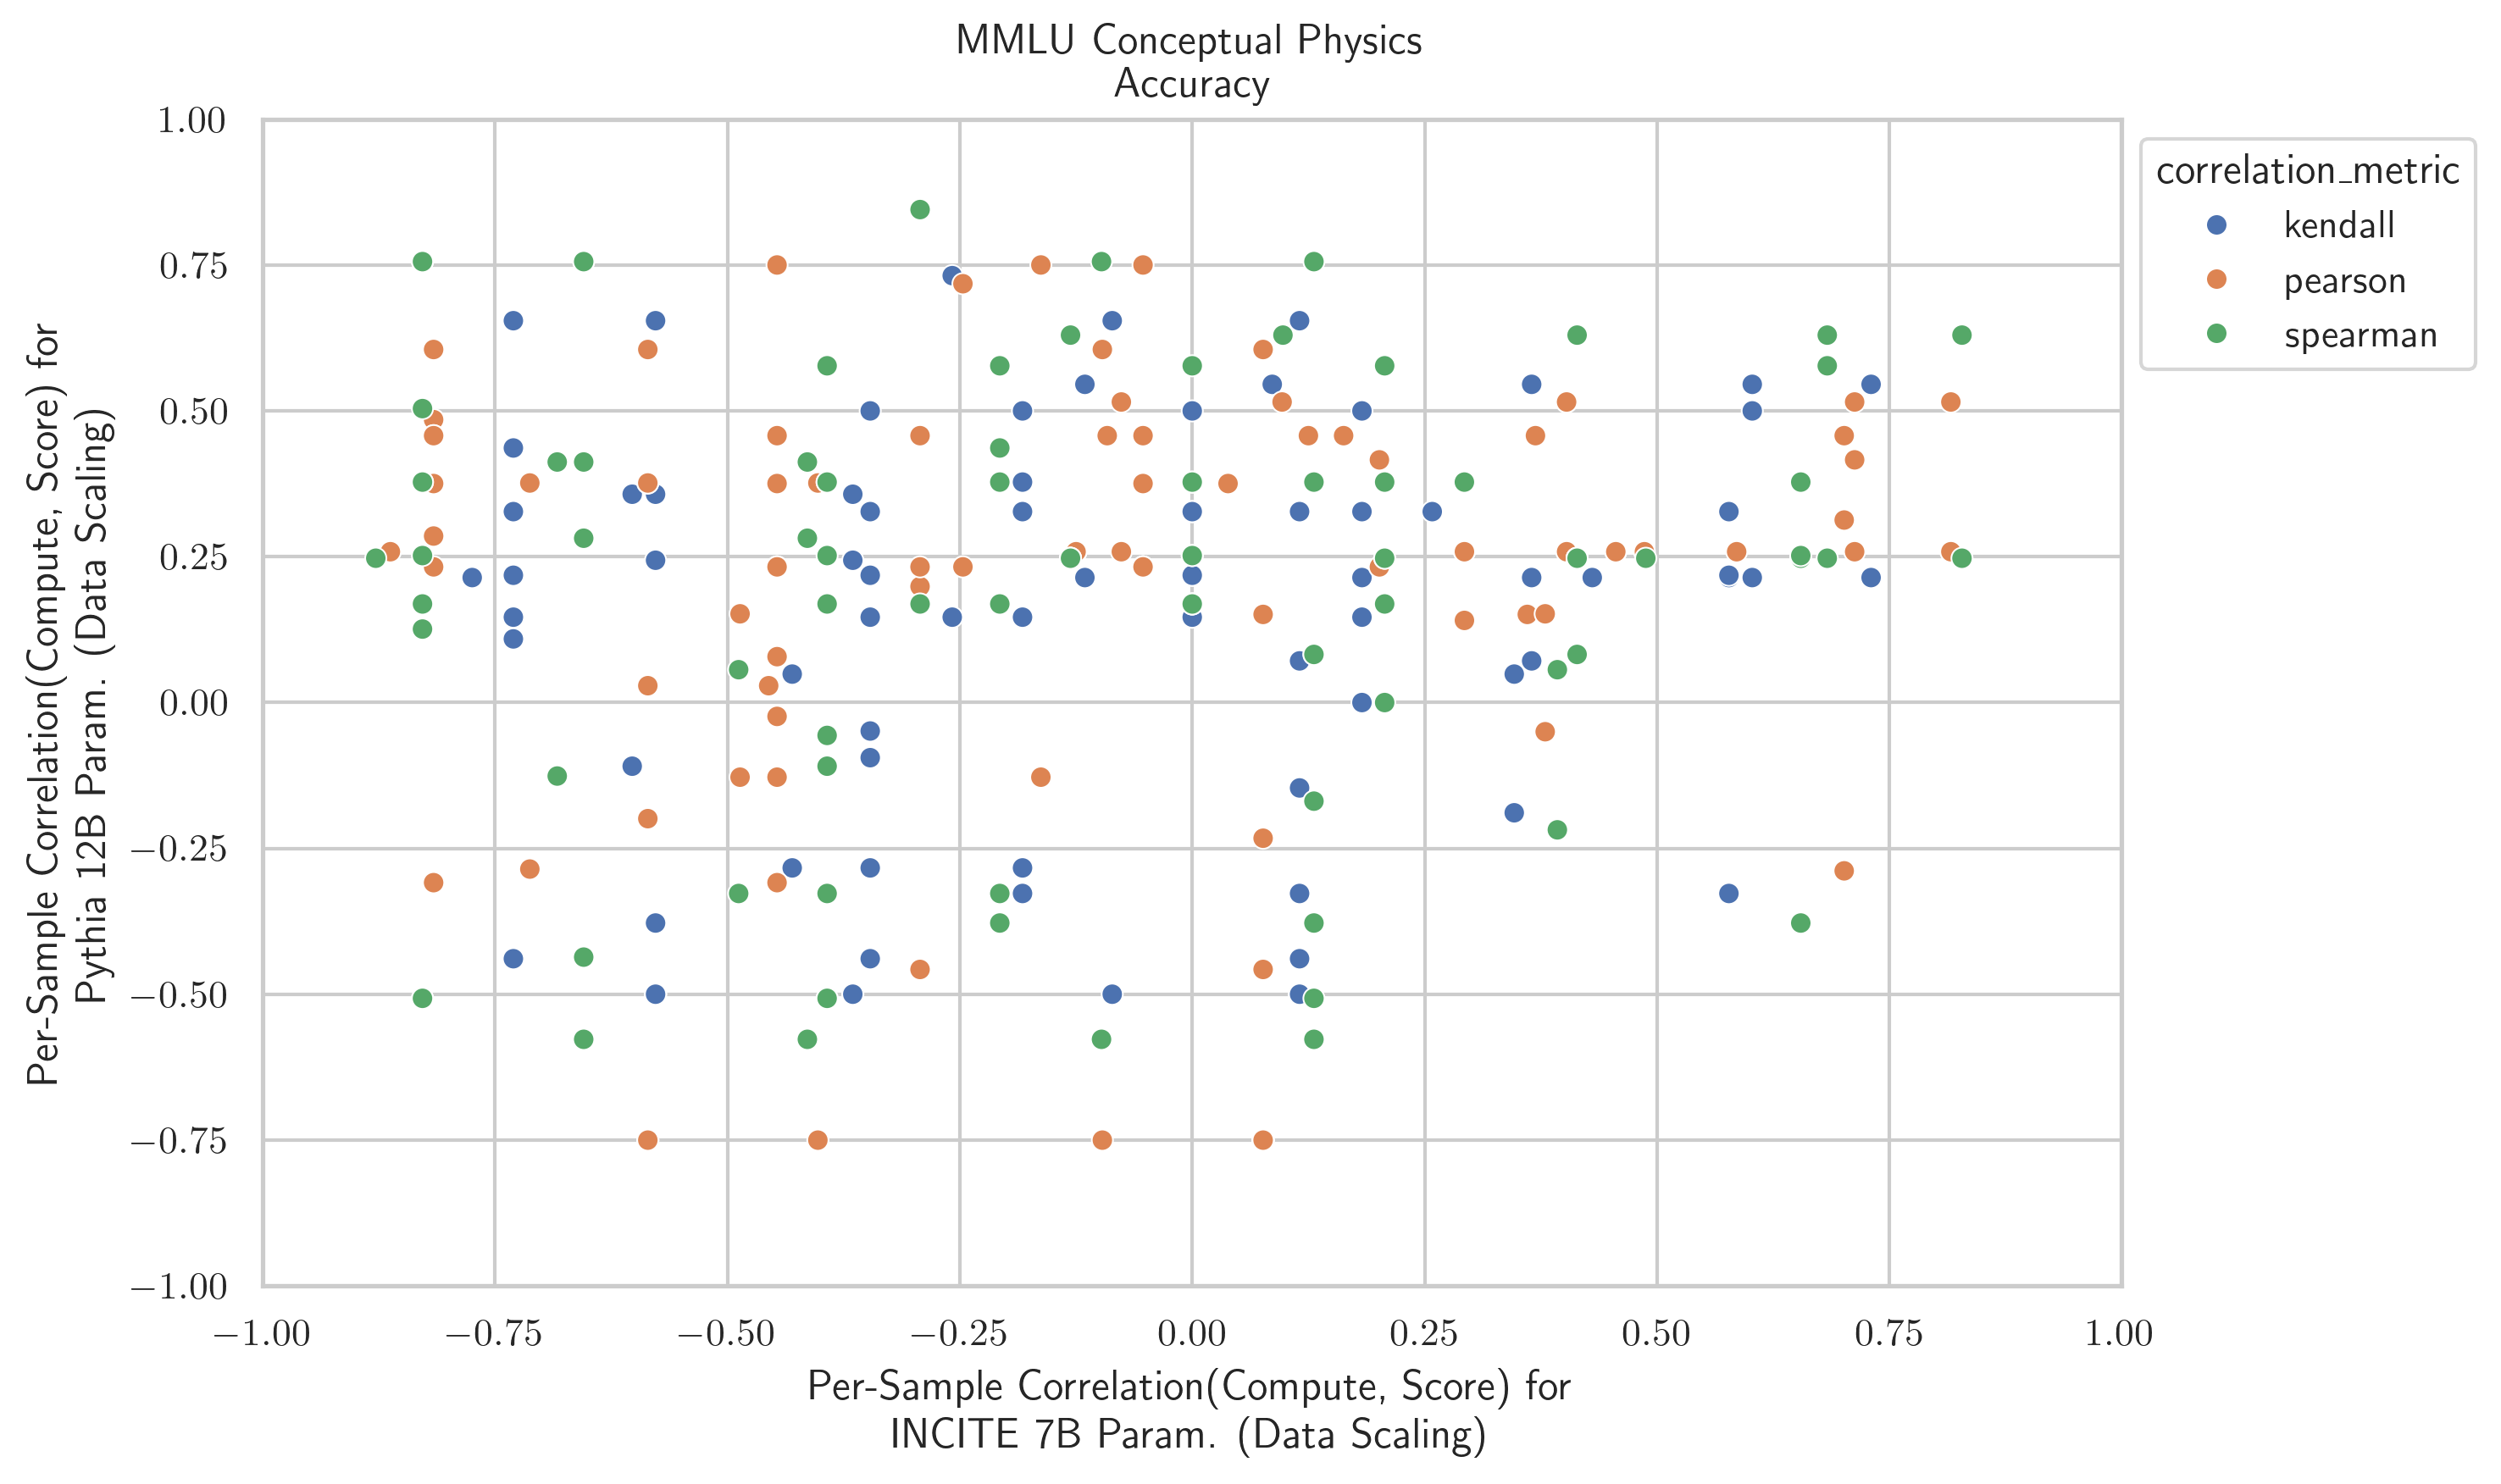 MMLU Conceptual Physics
Accuracy
Per-Sample Correlation(Compute, Score) for
Pythia 12B Param. (Data Scaling)
1.00
0.75
0.50
0.25
0.00
−0.25
−0.50
−0.75
−1.00
−1.00 −0.75 −0.50 −0.25 0.00 0.25 0.50 0.75 1.00
Per-Sample Correlation(Compute, Score) for
INCITE 7B Param. (Data Scaling)
correlation_metric
kendall
pearson
spearman